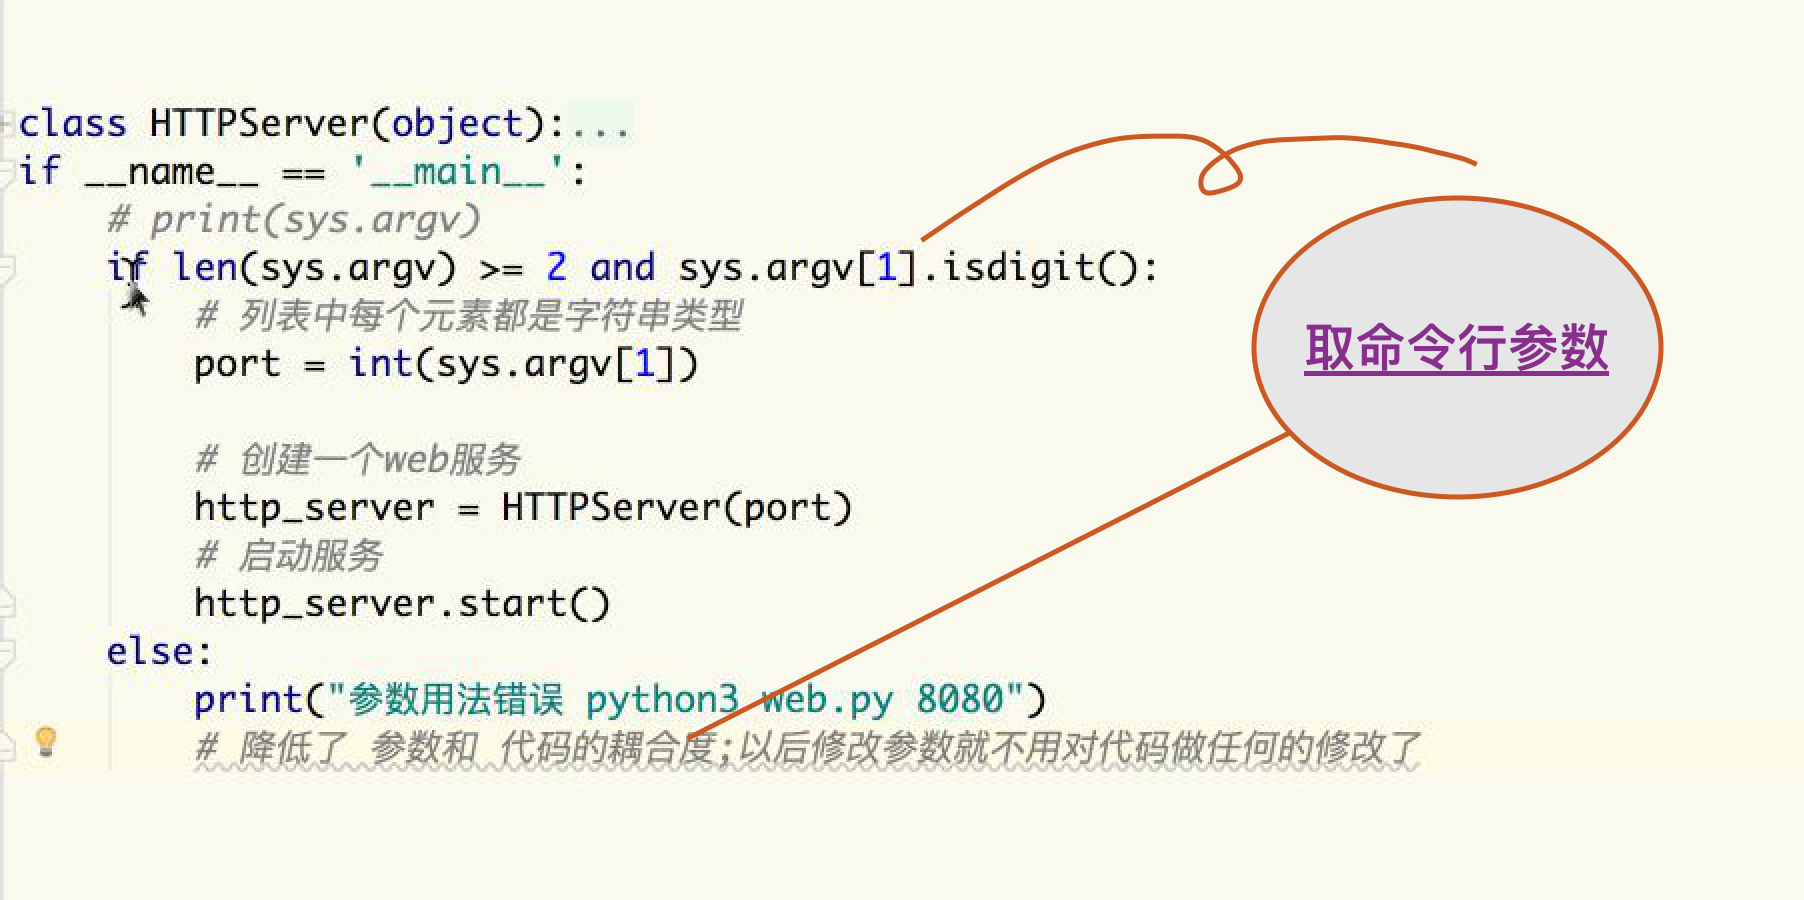 class HTTPServer(object):...
if __name__ == '__main__':
# print(sys.argv)
if len(sys.argv) >= 2 and sys.argv[1].isdigit():
# 列表中每个元素都是字符串类型
port = int(sys.argv[1])
取命令行参数
# 创建一个web服务
http_server = HTTPServer(port)
# 启动服务
http_server.start()
else:
print("参数用法错误 python3 web.py 8080")
# 降低了 参数和 代码的耦合度;以后修改参数就不用对代码做任何的修改了